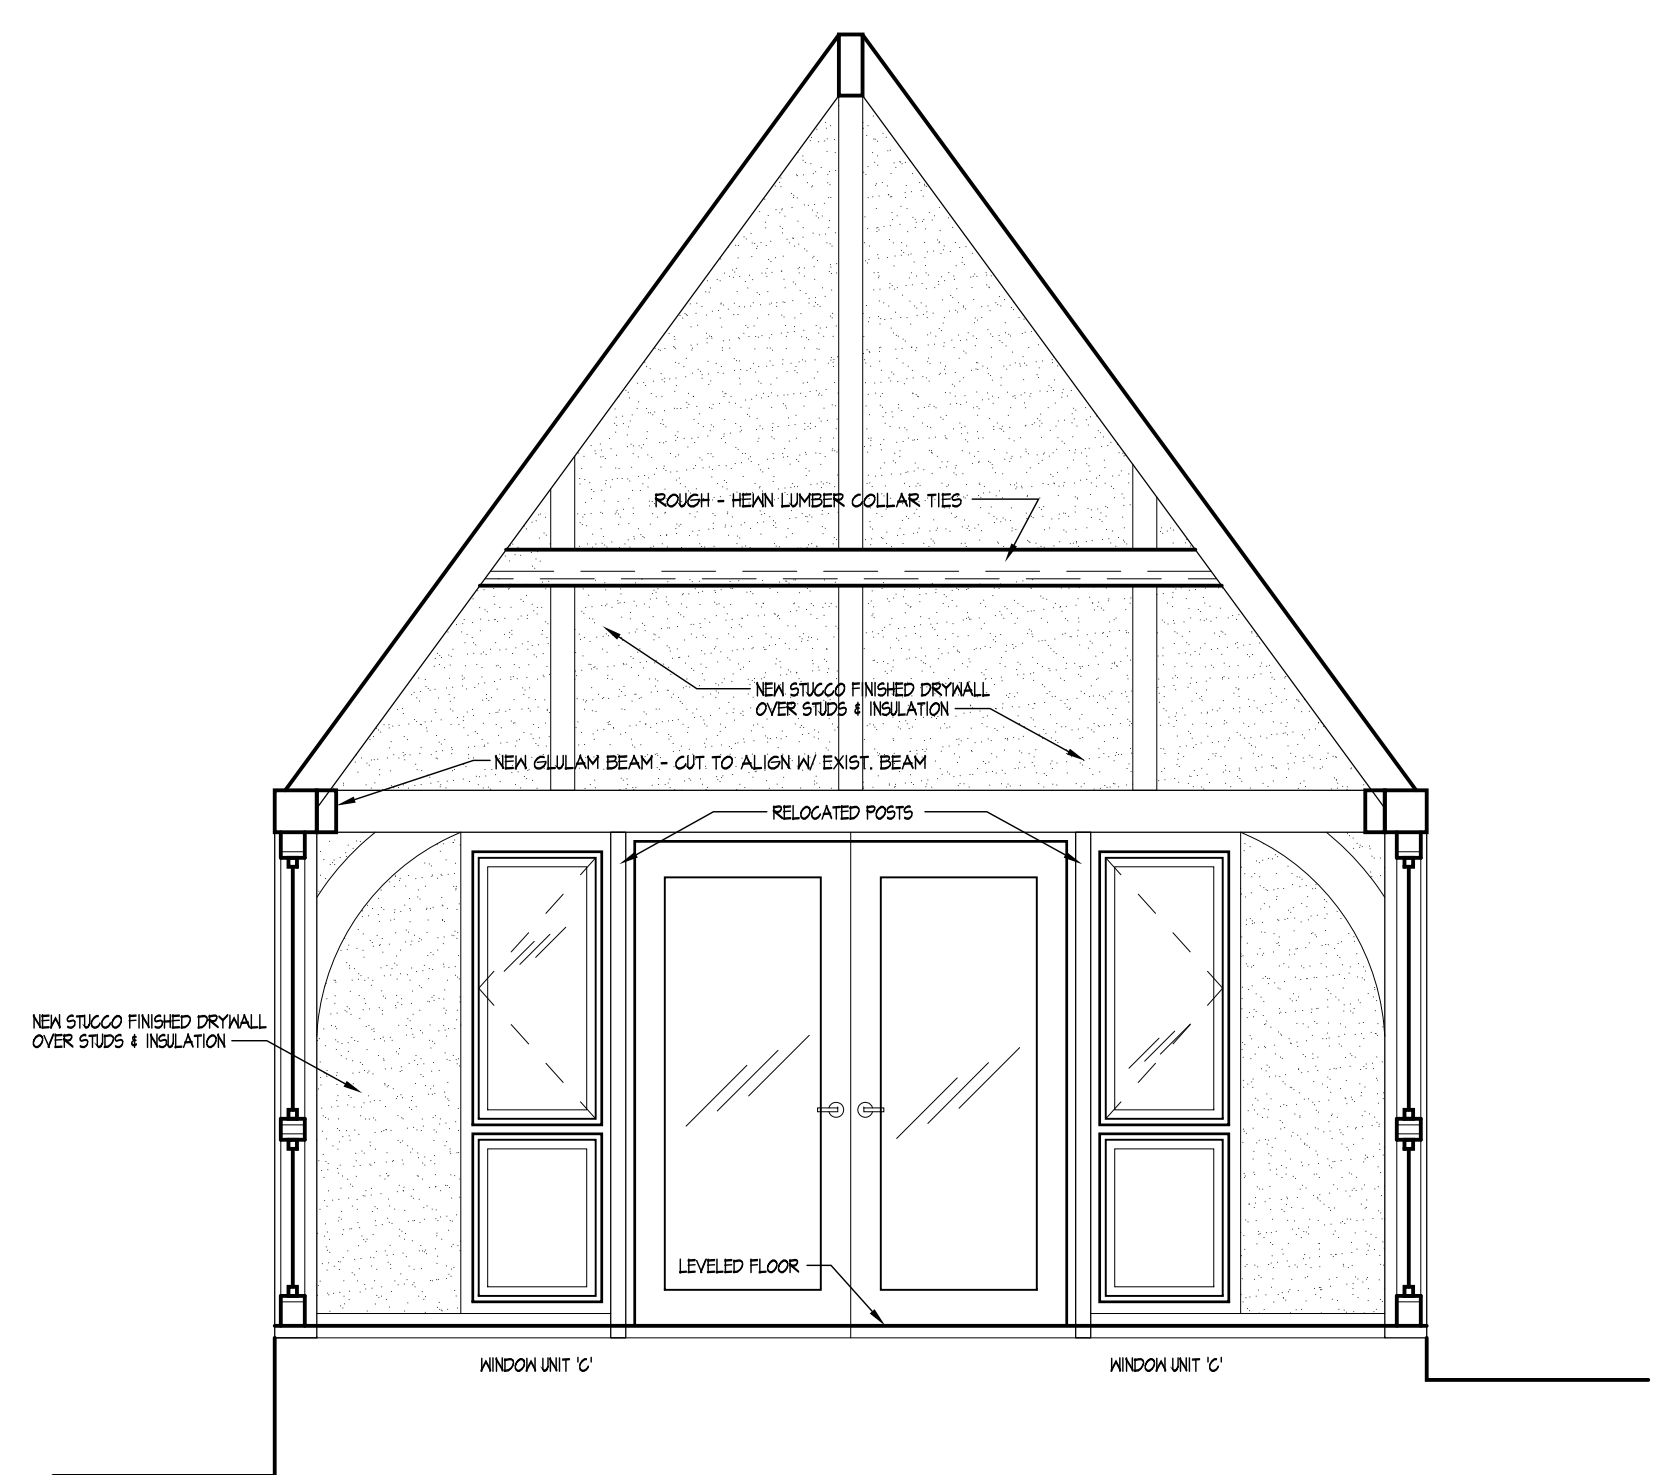 ROUGH - HEWN LUMBER COLLAR TIES
NEW STUCCO FINISHED DRYWALL
OVER STUDS & INSULATION
NEW GLULAM BEAM - CUT TO ALIGN W/ EXIST. BEAM
RELOCATED POSTS
NEW STUCCO FINISHED DRYWALL
OVER STUDS & INSULATION
LEVELED FLOOR
WINDOW UNIT 'C'
WINDOW UNIT 'C'